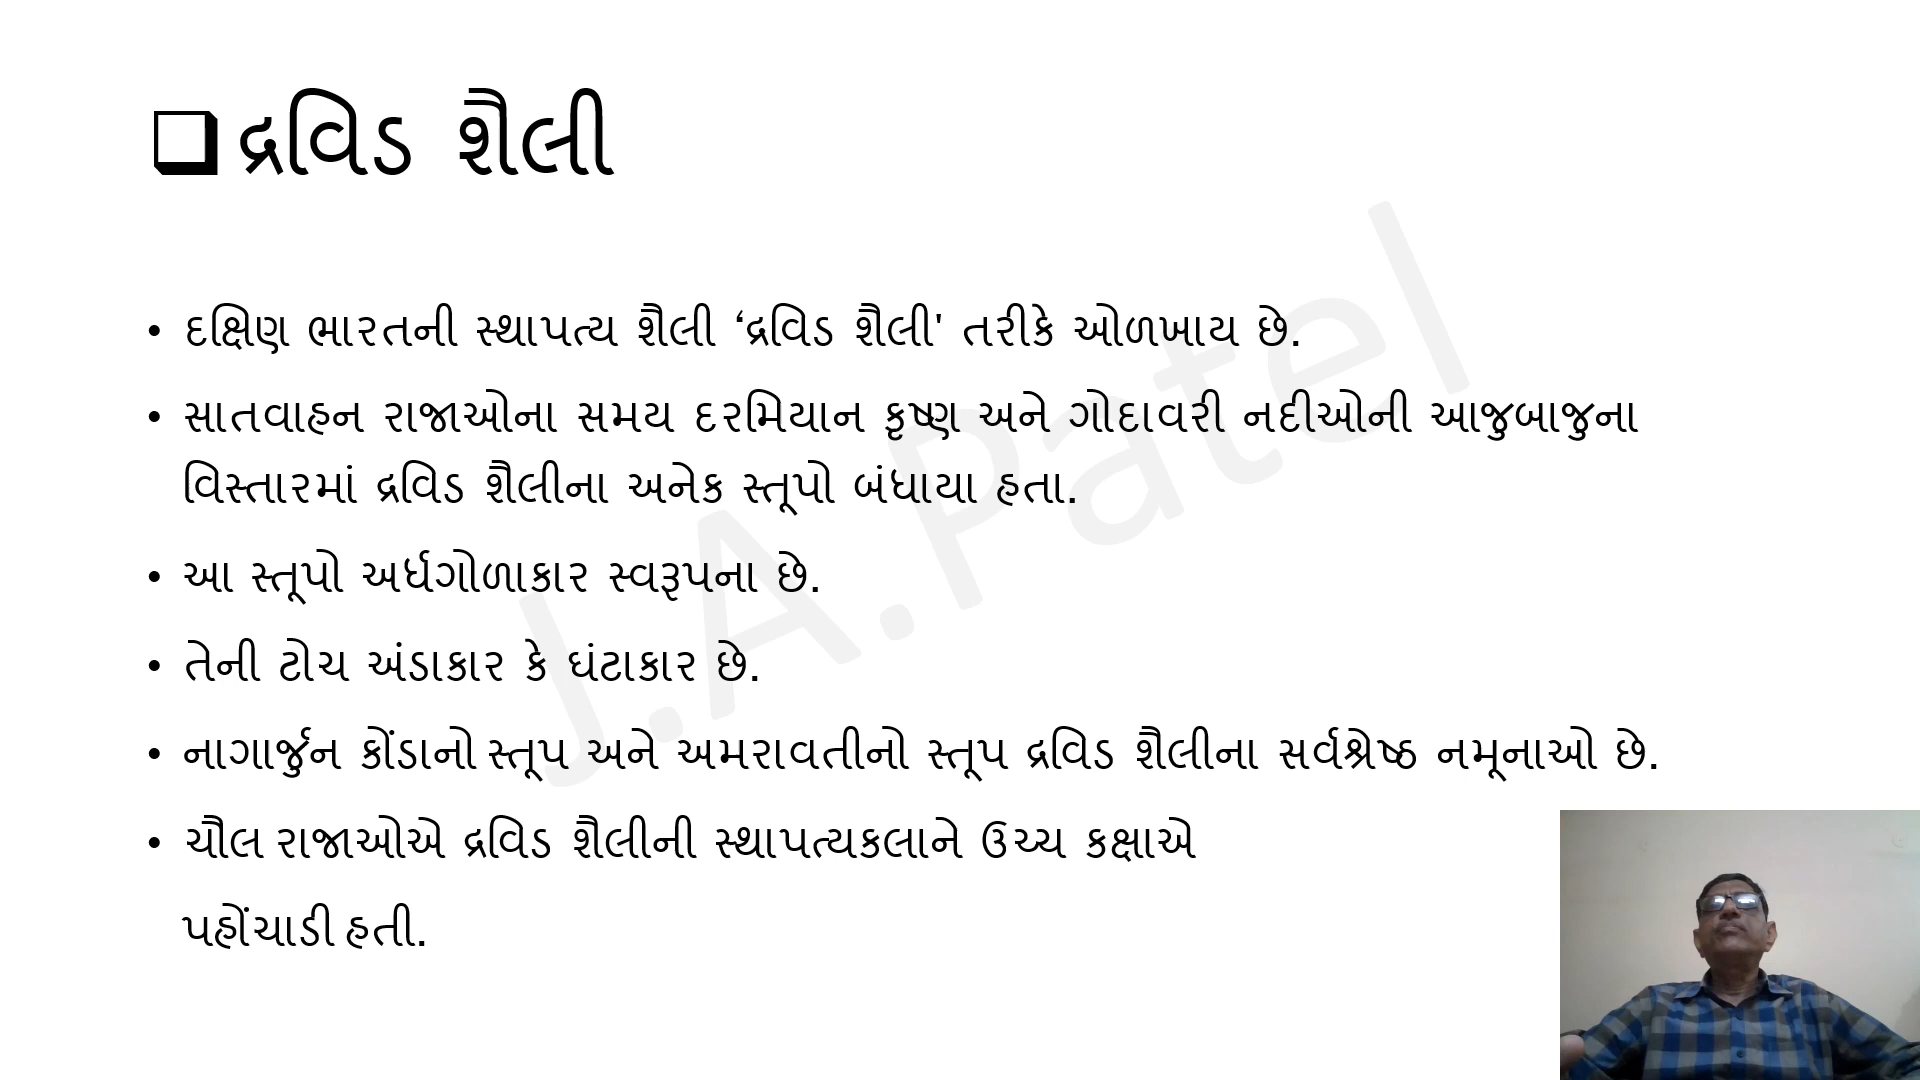 ❑ દ્રવિડ શૈલી
• દક્ષિણ ભારતની સ્થાપત્ય શૈલી ‘દ્રવિડ શૈલી' તરીકે ઓળખાય છે.
• સાતવાહન રાજાઓના સમય દરમિયાન કૃષ્ણ અને ગોદાવરી નદીઓની આજુબાજુના
વિસ્તારમાં દ્રવિડ શૈલીના અનેક સ્તૂપો બંધાયા હતા.
• આ સ્તૂપો અર્ધગોળાકાર સ્વરૂપના છે.
• તેની ટોચ અંડાકાર કે ઘંટાકાર છે.
• નાગાર્જુન કોંડાનો સ્તૂપ અને અમરાવતીનો સ્તૂપ દ્રવિડ શૈલીના સર્વશ્રેષ્ઠ નમૂનાઓ છે.
• ચૌલ રાજાઓએ દ્રવિડ શૈલીની સ્થાપત્યકલાને ઉચ્ચ કક્ષાએ
પહોંચાડી હતી.
J.A.Patel